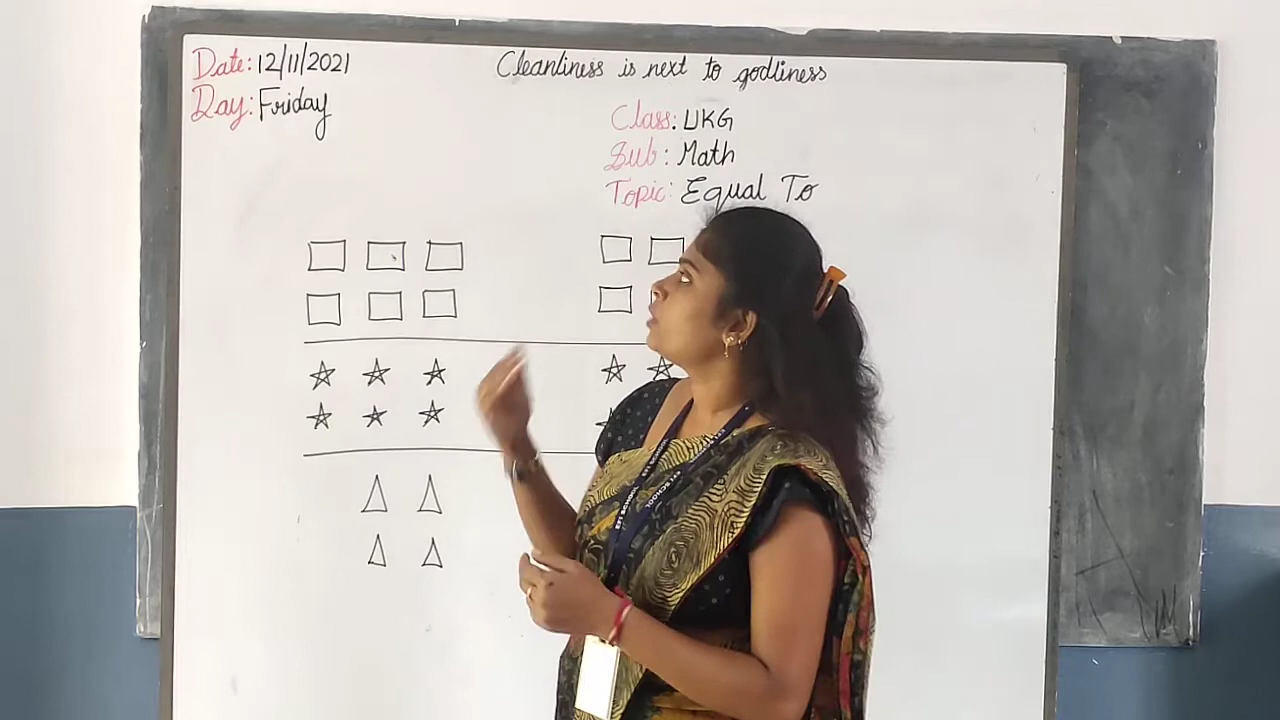 Date: 12/11/2021
Day: Friday
Cleanliness is next to godliness
Class: UKG
Sub: Math
Topic: Equal To